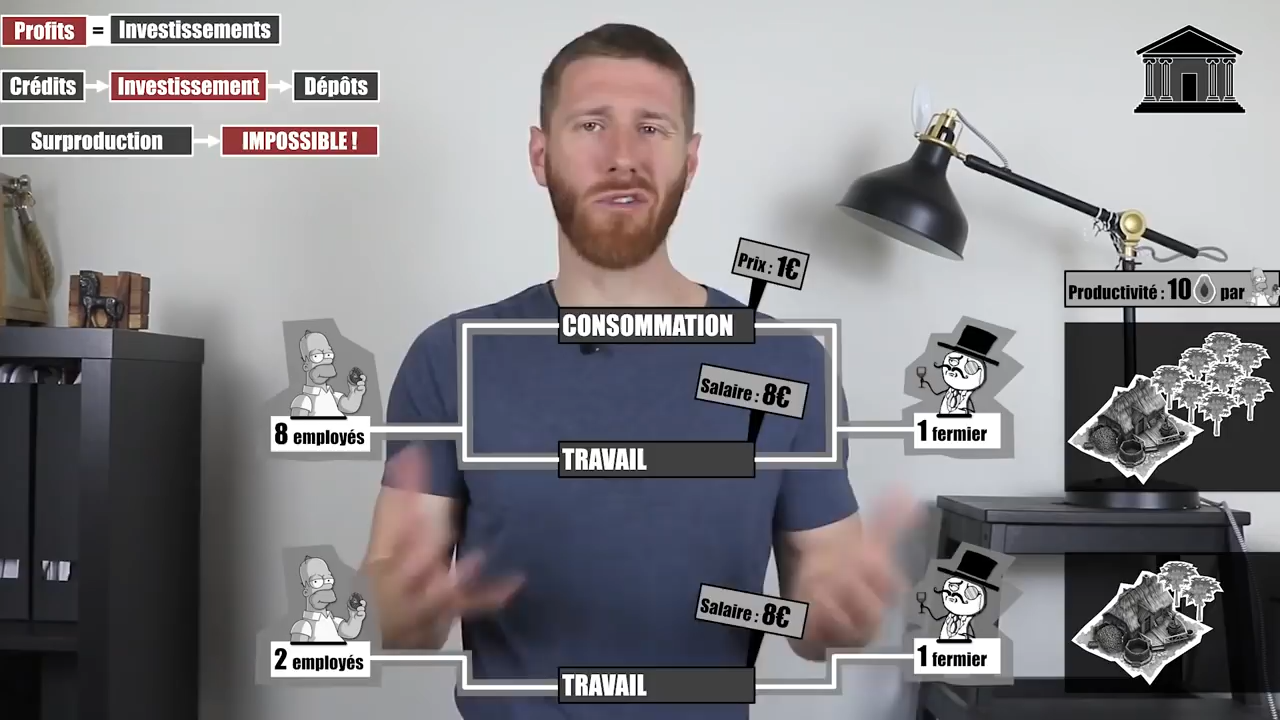 Profits = Investissements
Crédits Investissement Dépôts
Surproduction IMPOSSIBLE !
Prix : 1€
Productivité : 10 par
CONSOMMATION
Salaire : 8€
8 employés
1 fermier
TRAVAIL
Salaire : 8€
2 employés
1 fermier
TRAVAIL